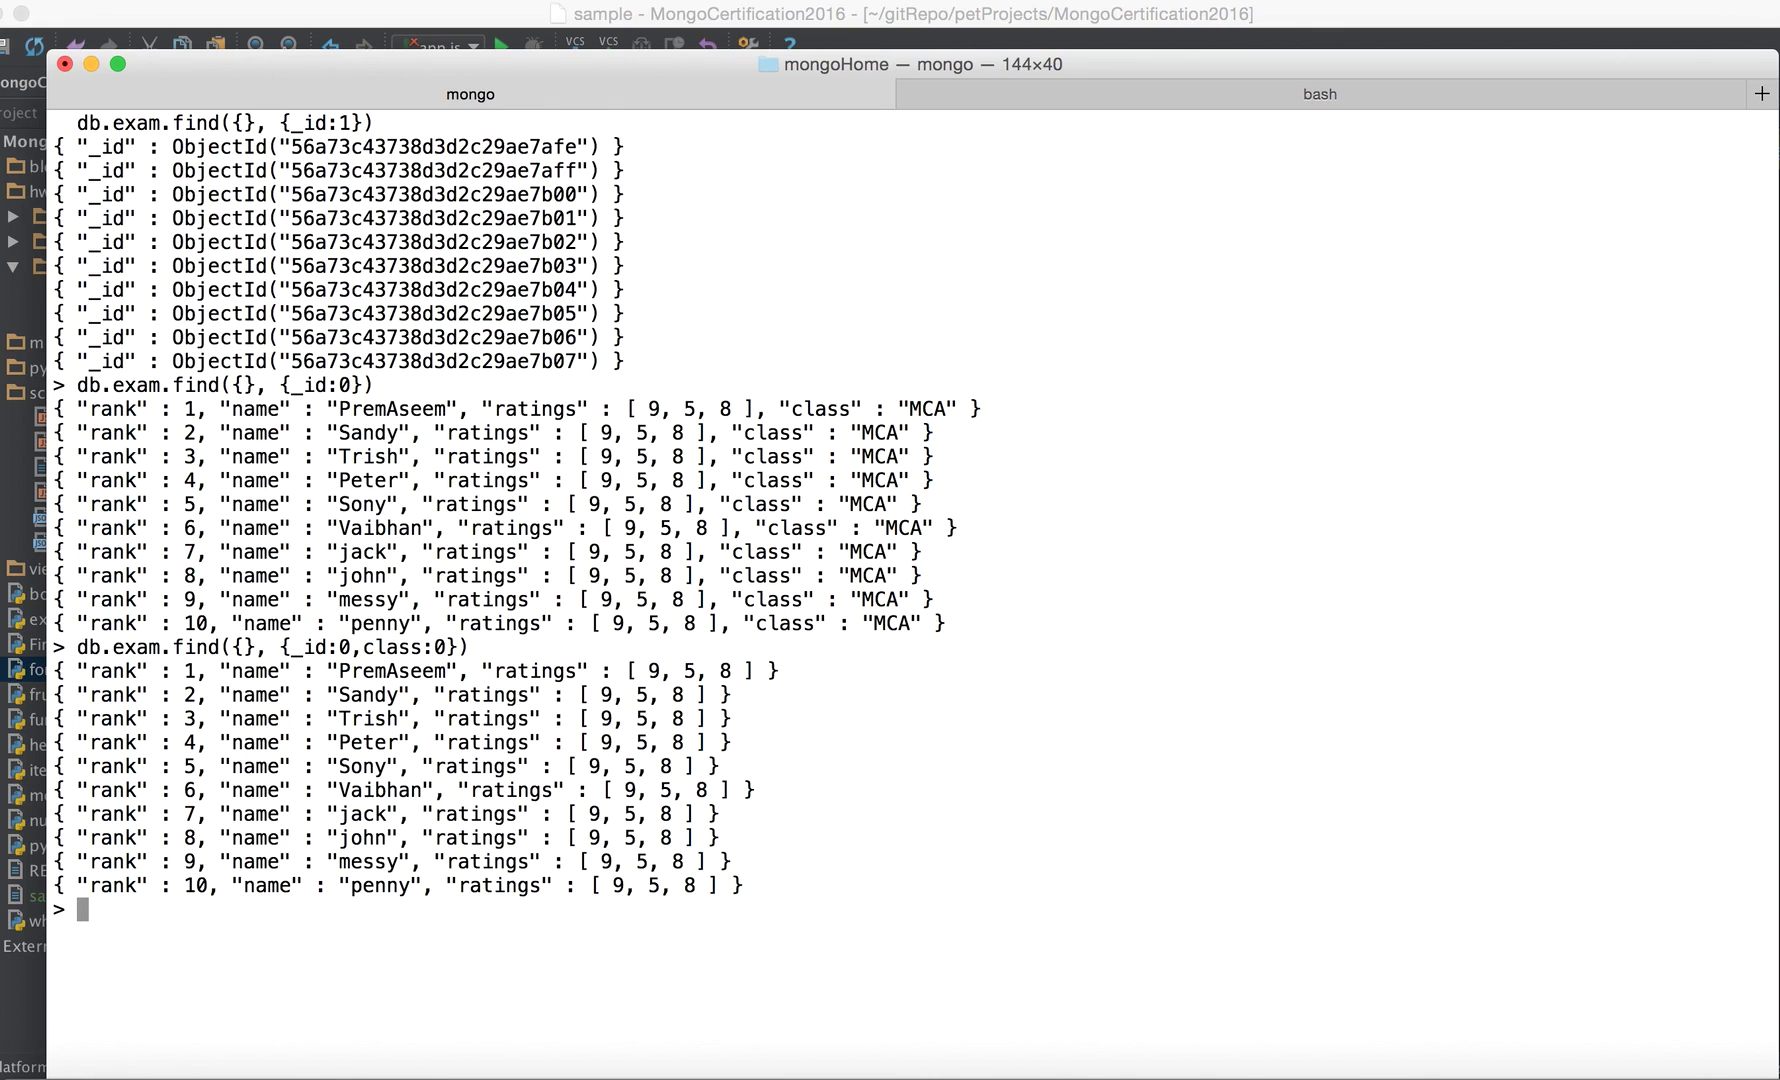 sample - MongoCertification2016 - [~/gitRepo/petProjects/MongoCertification2016]
app.js
VCS VCS
?
mongoHome — mongo — 144×40
mongo bash +
db.exam.find({}, {_id:1})
{ "_id" : ObjectId("56a73c43738d3d2c29ae7afe") }
{ "_id" : ObjectId("56a73c43738d3d2c29ae7aff") }
{ "_id" : ObjectId("56a73c43738d3d2c29ae7b00") }
{ "_id" : ObjectId("56a73c43738d3d2c29ae7b01") }
{ "_id" : ObjectId("56a73c43738d3d2c29ae7b02") }
{ "_id" : ObjectId("56a73c43738d3d2c29ae7b03") }
{ "_id" : ObjectId("56a73c43738d3d2c29ae7b04") }
{ "_id" : ObjectId("56a73c43738d3d2c29ae7b05") }
{ "_id" : ObjectId("56a73c43738d3d2c29ae7b06") }
{ "_id" : ObjectId("56a73c43738d3d2c29ae7b07") }
> db.exam.find({}, {_id:0})
{ "rank" : 1, "name" : "PremAseem", "ratings" : [ 9, 5, 8 ], "class" : "MCA" }
{ "rank" : 2, "name" : "Sandy", "ratings" : [ 9, 5, 8 ], "class" : "MCA" }
{ "rank" : 3, "name" : "Trish", "ratings" : [ 9, 5, 8 ], "class" : "MCA" }
{ "rank" : 4, "name" : "Peter", "ratings" : [ 9, 5, 8 ], "class" : "MCA" }
{ "rank" : 5, "name" : "Sony", "ratings" : [ 9, 5, 8 ], "class" : "MCA" }
{ "rank" : 6, "name" : "Vaibhan", "ratings" : [ 9, 5, 8 ], "class" : "MCA" }
{ "rank" : 7, "name" : "jack", "ratings" : [ 9, 5, 8 ], "class" : "MCA" }
{ "rank" : 8, "name" : "john", "ratings" : [ 9, 5, 8 ], "class" : "MCA" }
{ "rank" : 9, "name" : "messy", "ratings" : [ 9, 5, 8 ], "class" : "MCA" }
{ "rank" : 10, "name" : "penny", "ratings" : [ 9, 5, 8 ], "class" : "MCA" }
> db.exam.find({}, {_id:0,class:0})
{ "rank" : 1, "name" : "PremAseem", "ratings" : [ 9, 5, 8 ] }
{ "rank" : 2, "name" : "Sandy", "ratings" : [ 9, 5, 8 ] }
{ "rank" : 3, "name" : "Trish", "ratings" : [ 9, 5, 8 ] }
{ "rank" : 4, "name" : "Peter", "ratings" : [ 9, 5, 8 ] }
{ "rank" : 5, "name" : "Sony", "ratings" : [ 9, 5, 8 ] }
{ "rank" : 6, "name" : "Vaibhan", "ratings" : [ 9, 5, 8 ] }
{ "rank" : 7, "name" : "jack", "ratings" : [ 9, 5, 8 ] }
{ "rank" : 8, "name" : "john", "ratings" : [ 9, 5, 8 ] }
{ "rank" : 9, "name" : "messy", "ratings" : [ 9, 5, 8 ] }
{ "rank" : 10, "name" : "penny", "ratings" : [ 9, 5, 8 ] }
>